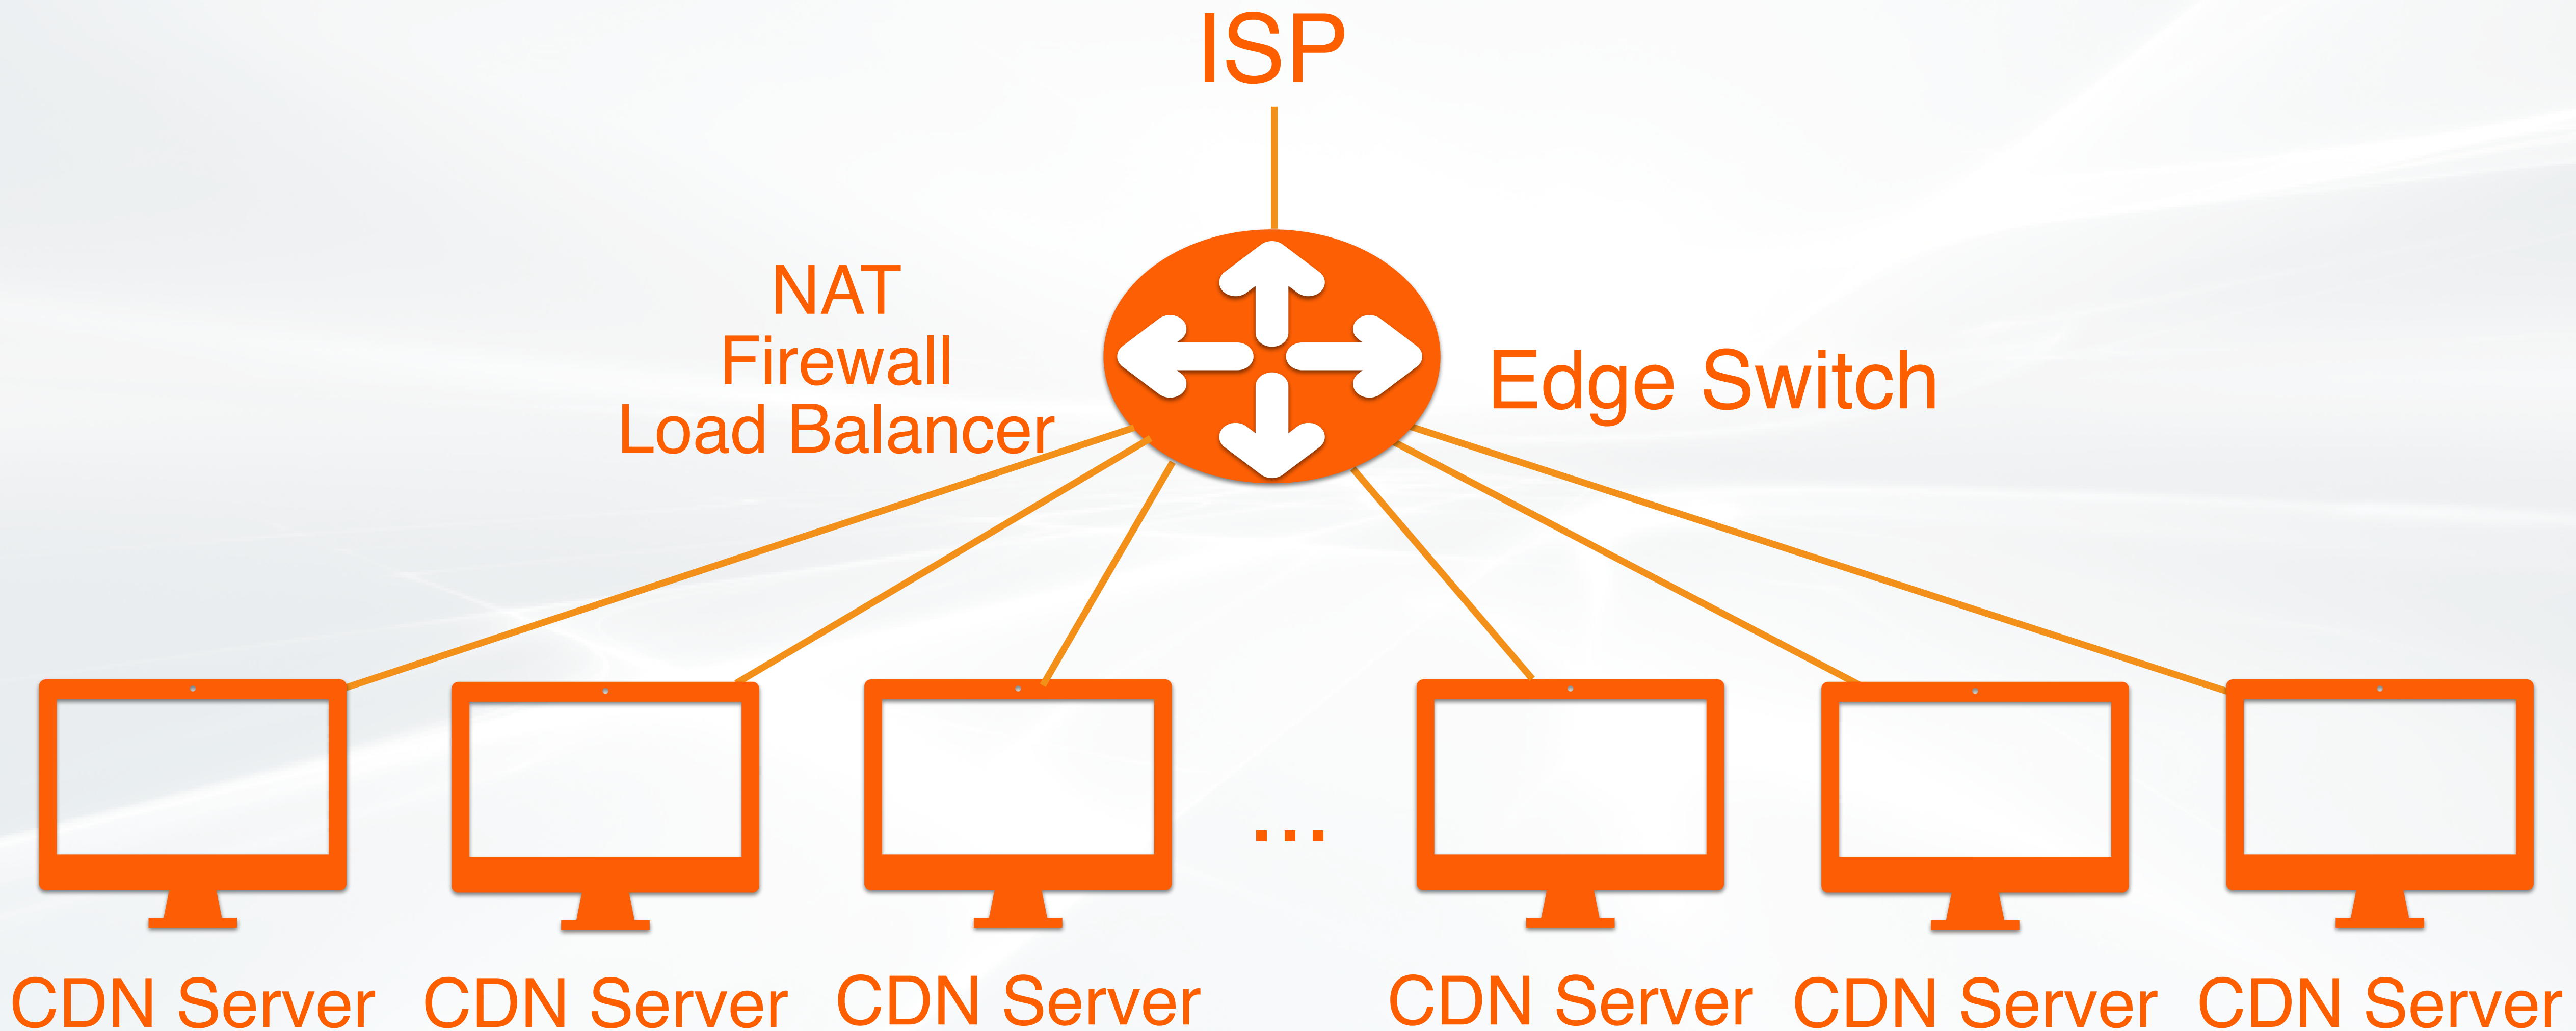 ISP
NAT
Firewall
Load Balancer
Edge Switch
...
CDN Server
CDN Server
CDN Server
CDN Server
CDN Server
CDN Server